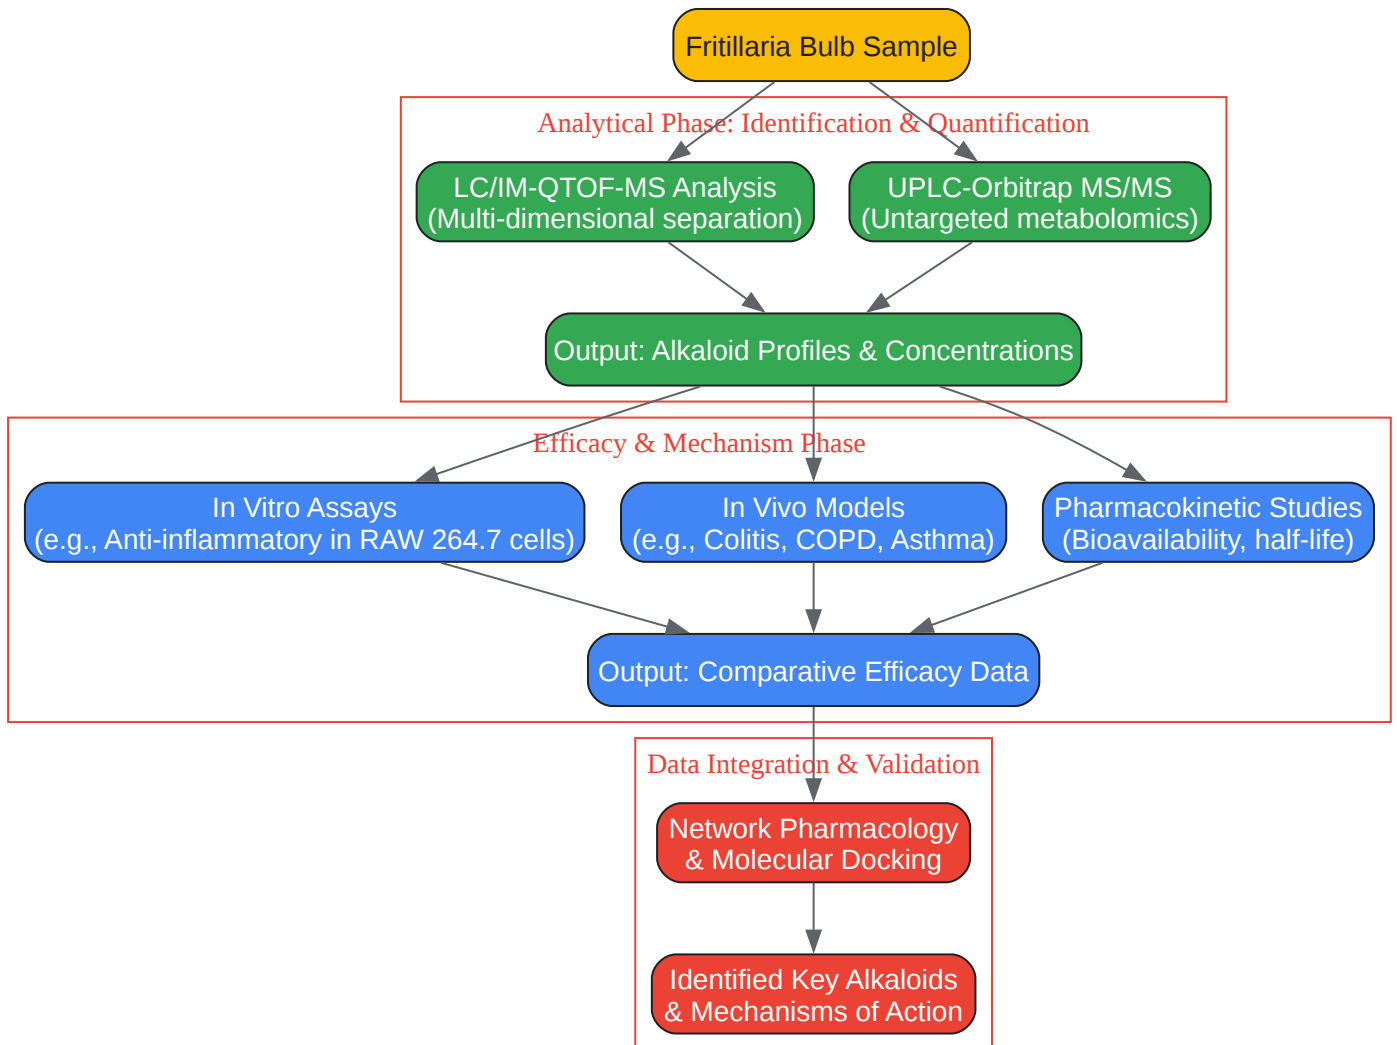 Fritillaria Bulb Sample
Analytical Phase: Identification & Quantification
LC/IM-QTOF-MS Analysis
(Multi-dimensional separation)
UPLC-Orbitrap MS/MS
(Untargeted metabolomics)
Output: Alkaloid Profiles & Concentrations
Efficacy & Mechanism Phase
In Vitro Assays
(e.g., Anti-inflammatory in RAW 264.7 cells)
In Vivo Models
(e.g., Colitis, COPD, Asthma)
Pharmacokinetic Studies
(Bioavailability, half-life)
Output: Comparative Efficacy Data
Data Integration & Validation
Network Pharmacology
& Molecular Docking
Identified Key Alkaloids
& Mechanisms of Action